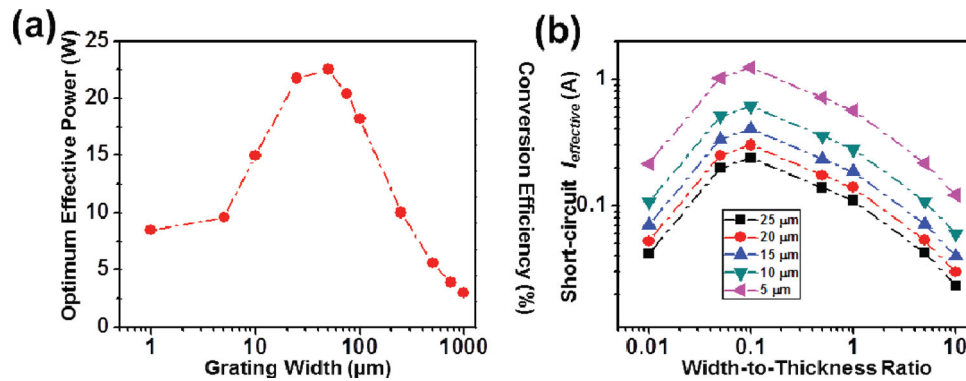 (a)
25
20
15
10
5
0
Optimum Effective Power (W)
1
10
100
1000
Grating Width (µm)
Conversion Efficiency (%)
(b)
1
0.1
Short-circuit I effective (A)
25 µm
20 µm
15 µm
10 µm
5 µm
0.01
0.1
1
10
Width-to-Thickness Ratio